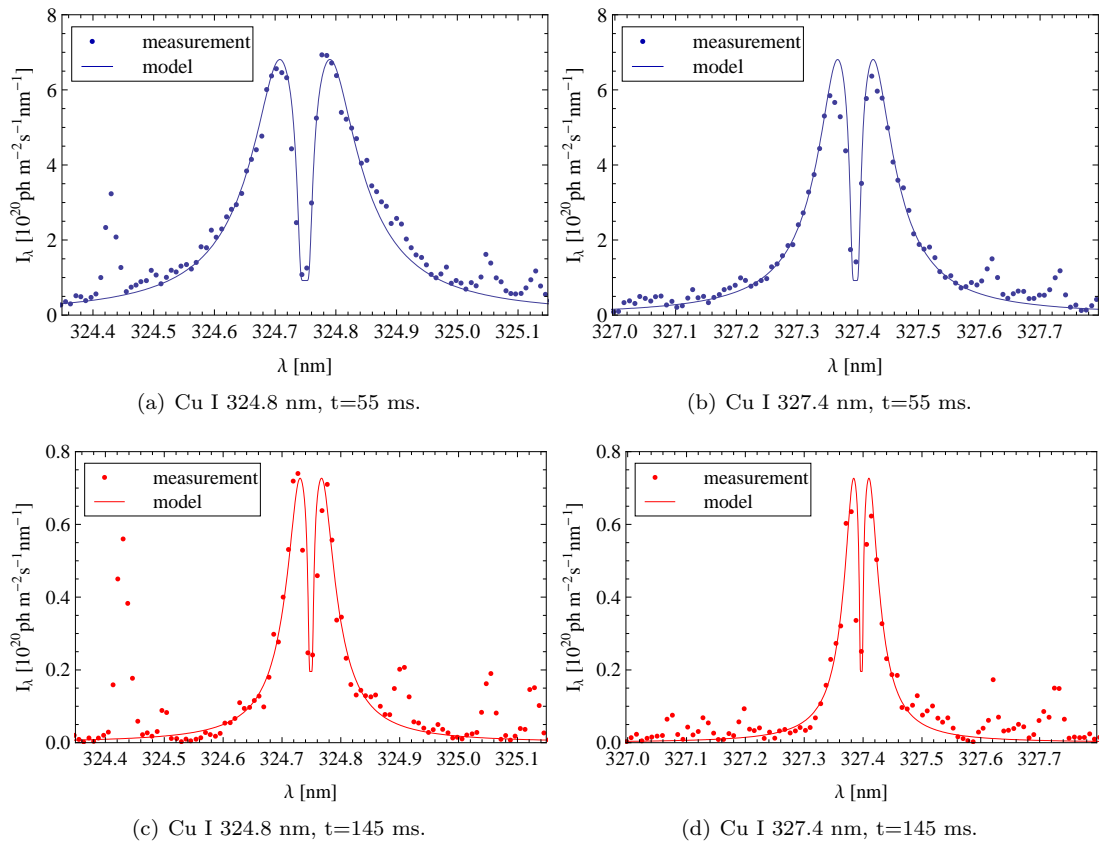 8
6
4
2
0
I_λ [10^20 ph m^-2 s^-1 nm^-1]
measurement
model
324.4 324.5 324.6 324.7 324.8 324.9 325.0 325.1
λ [nm]
(a) Cu I 324.8 nm, t=55 ms.
8
6
4
2
0
I_λ [10^20 ph m^-2 s^-1 nm^-1]
measurement
model
327.0 327.1 327.2 327.3 327.4 327.5 327.6 327.7
λ [nm]
(b) Cu I 327.4 nm, t=55 ms.
0.8
0.6
0.4
0.2
0.0
I_λ [10^20 ph m^-2 s^-1 nm^-1]
measurement
model
324.4 324.5 324.6 324.7 324.8 324.9 325.0 325.1
λ [nm]
(c) Cu I 324.8 nm, t=145 ms.
0.8
0.6
0.4
0.2
0.0
I_λ [10^20 ph m^-2 s^-1 nm^-1]
measurement
model
327.0 327.1 327.2 327.3 327.4 327.5 327.6 327.7
λ [nm]
(d) Cu I 327.4 nm, t=145 ms.